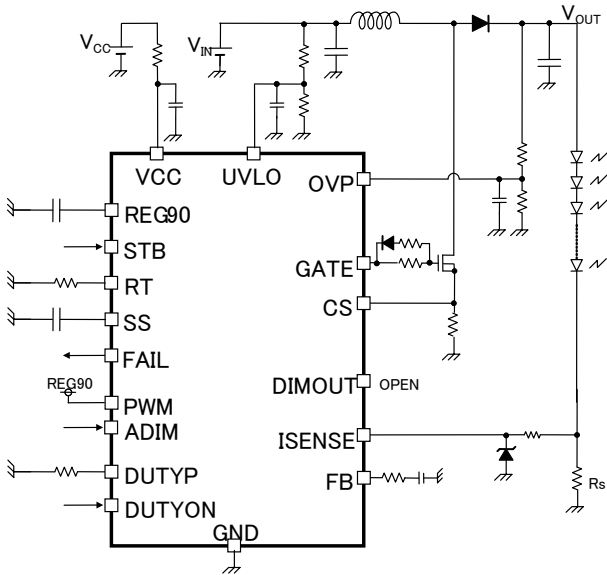 VCC
VIN
VOUT
VCC
UVLO
OVP
REG90
STB
GATE
RT
CS
SS
FAIL
REG90
DIMOUT
OPEN
PWM
ADIM
ISENSE
DUTYP
FB
Rs
DUTYON
GND